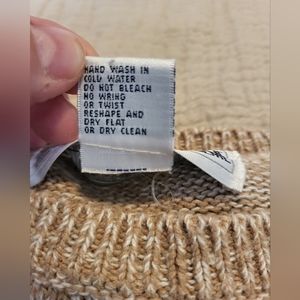 HAND WASH IN
COLD WATER
DO NOT BLEACH
NO WRING
OR TWIST
RESHAPE AND
DRY FLAT
OR DRY CLEAN